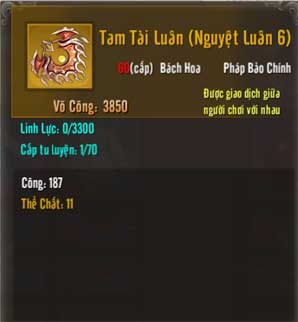 Tam Tài Luân (Nguyệt Luân 6)
60(cấp) Bách Hoa Pháp Bảo Chính
Được giao dịch giữa
người chơi với nhau
Võ Công: 3850
Linh Lực: 0/3300
Cấp tu luyện: 1/70
Công: 187
Thể Chất: 11